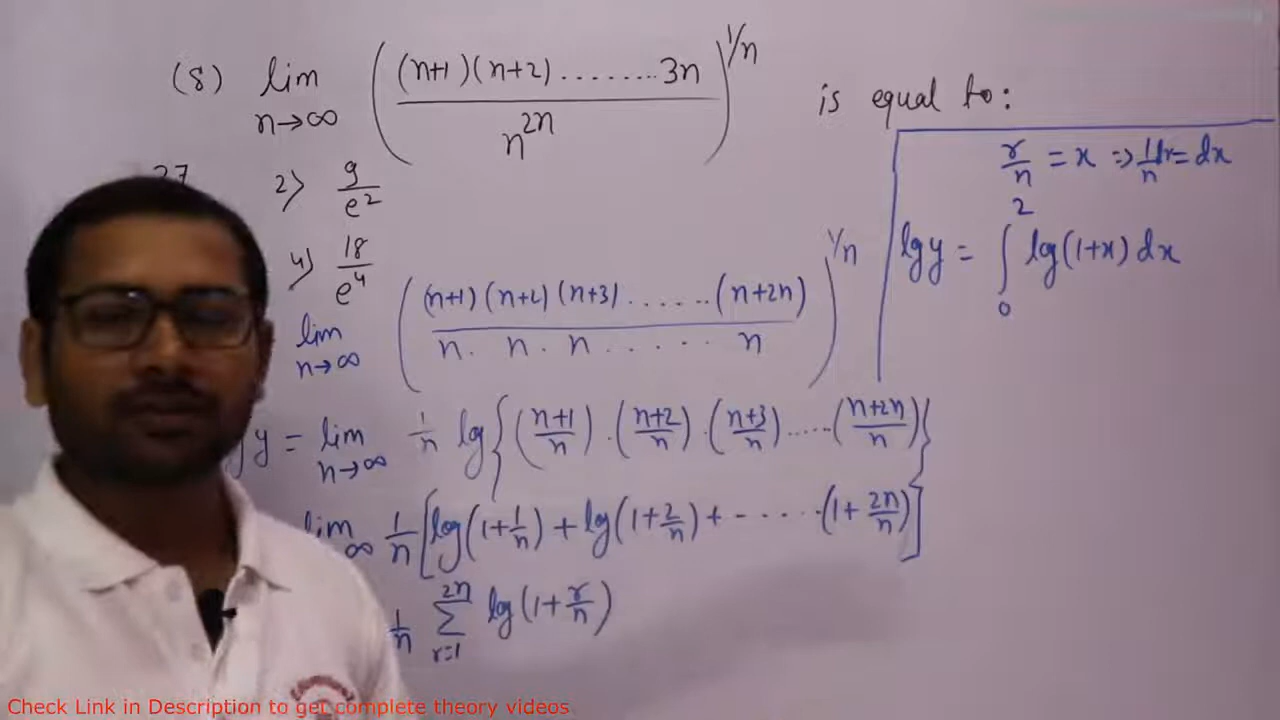 (8) lim n→∞ ( (n+1)(n+2)........3n / n^2n )^1/n is equal to:
27 2) 9/e^2
4) 18/e^4
lim n→∞ ( (n+1)(n+2)(n+3).......(n+2n) / n. n. n ...... n )^1/n
y = lim n→∞ 1/n log{ (n+1/n).(n+2/n).(n+3/n).....(n+2n/n) }
lim ∞ 1/n [ log(1+1/n) + log(1+2/n) + - ..... (1+2n/n) ]
1/n Σ r=1 2n log(1+r/n)
r/n = x ⇒ 1/n dr = dx
log y = ∫ 0 2 log(1+x) dx
Check Link in Description to get complete theory videos